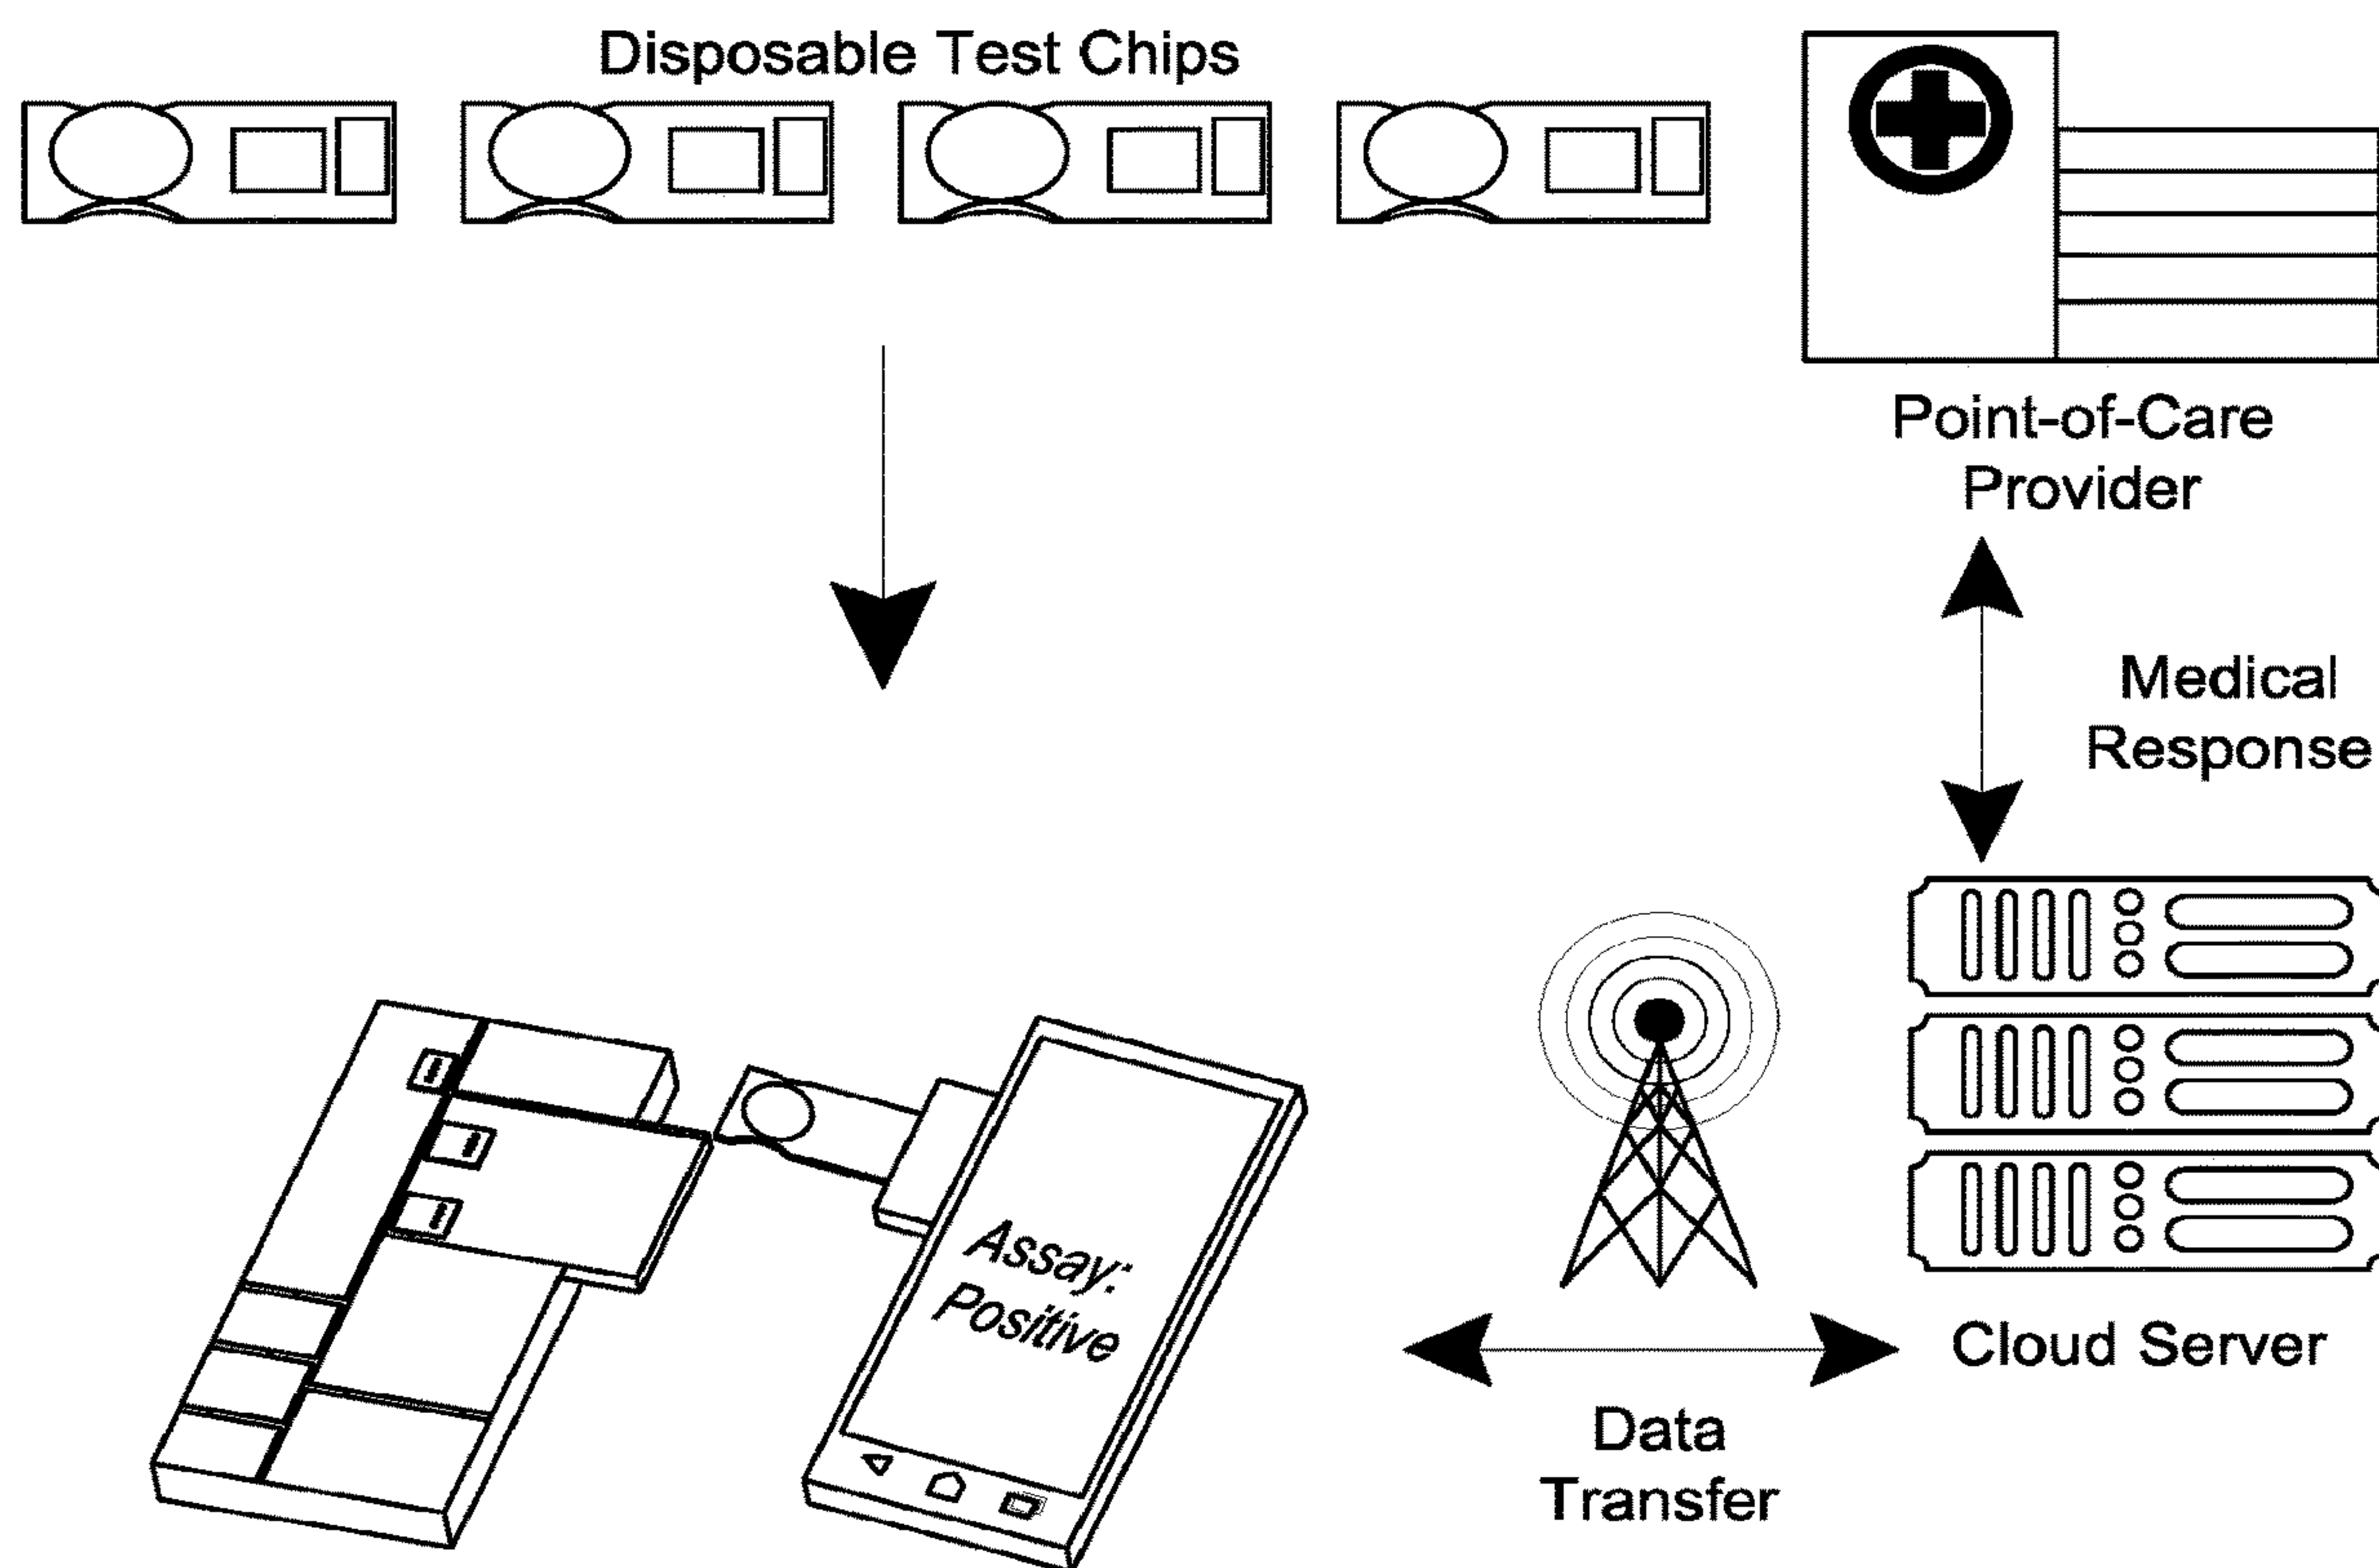 Disposable Test Chips
Point-of-Care
Provider
Medical
Response
Assay:
Positive
Cloud Server
Data
Transfer